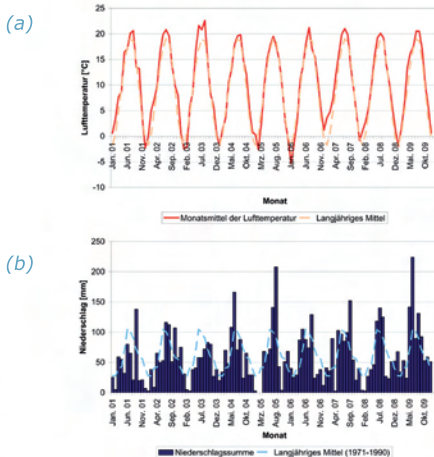 (a)
25
20
15
10
5
0
-5
-10
Lufttemperatur [°C]
Jan. 01
Jun. 01
Nov. 01
Apr. 02
Sep. 02
Feb. 03
Jul. 03
Dez. 03
Mai. 04
Okt. 04
Mrz. 05
Aug. 05
Jan. 06
Jun. 06
Nov. 06
Apr. 07
Sep. 07
Feb. 08
Jul. 08
Dez. 08
Mai. 09
Okt. 09
Monat
Monatsmittel der Lufttemperatur
Langjähriges Mittel
(b)
250
200
150
100
50
0
Niederschlag [mm]
Jan. 01
Jun. 01
Nov. 01
Apr. 02
Sep. 02
Feb. 03
Jul. 03
Dez. 03
Mai. 04
Okt. 04
Mrz. 05
Aug. 05
Jan. 06
Jun. 06
Nov. 06
Apr. 07
Sep. 07
Feb. 08
Jul. 08
Dez. 08
Mai. 09
Okt. 09
Monat
Niederschlagssumme
Langjähriges Mittel (1971-1990)